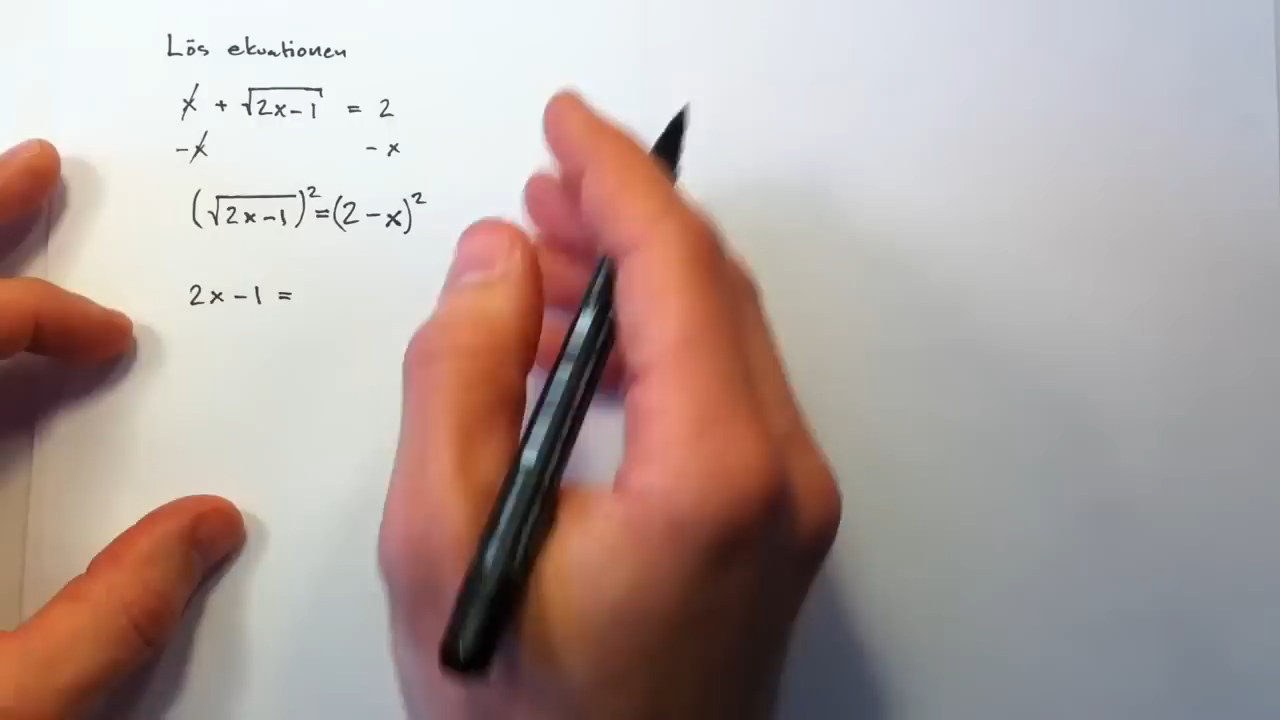 Lös ekvationen
x + √2x-1 = 2
-x - x
(√2x-1)² = (2-x)²
2x-1 =